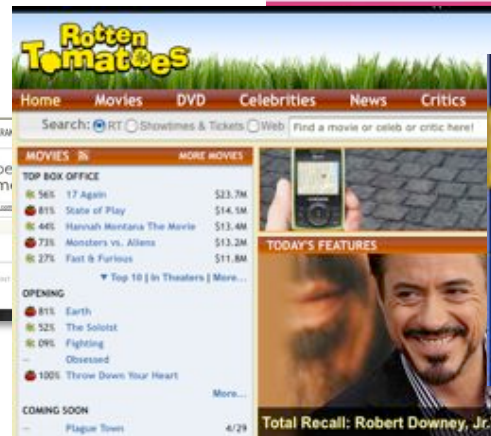 Rotten
Tomatoes
Home Movies DVD Celebrities News Critics
Search: RT Showtimes & Tickets Web Find a movie or celeb or critic here!
MOVIES MORE MOVIES
TOP BOX OFFICE
56% 17 Again $23.7M
81% State of Play $14.5M
44% Hannah Montana The Movie $13.4M
73% Monsters vs. Aliens $13.2M
27% Fast & Furious $11.8M
▼ Top 10 | In Theaters | More...
OPENING
81% Earth
52% The Soloist
09% Fighting
-- Obsessed
100% Throw Down Your Heart
More...
COMING SOON
-- Plague Town 4/29
TODAY'S FEATURES
Total Recall: Robert Downey, Jr.